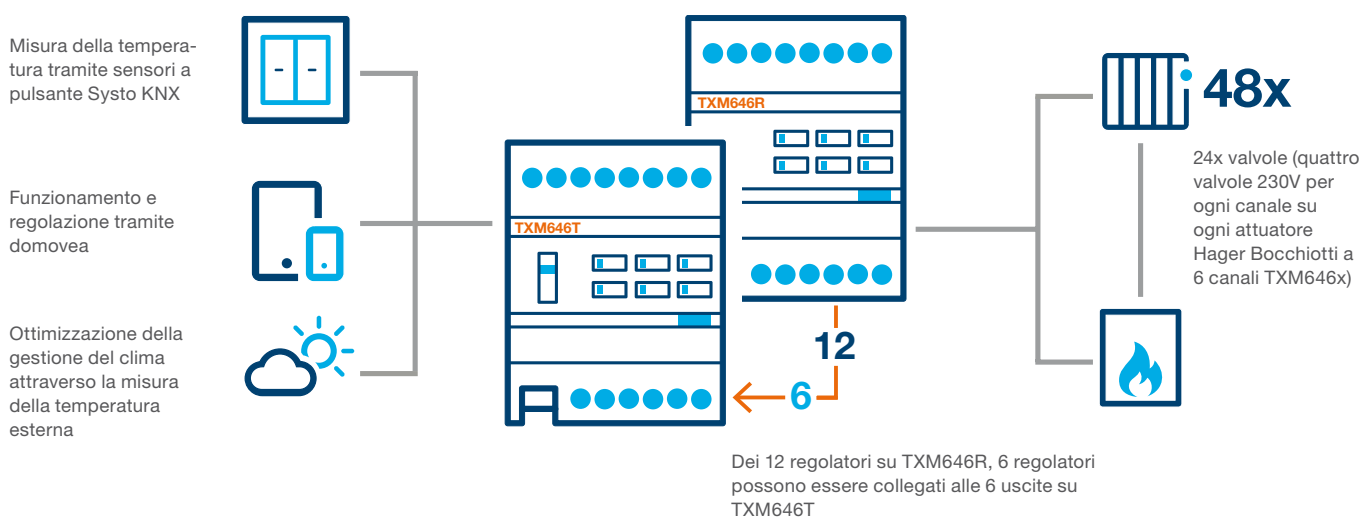 Misura della tempera-
tura tramite sensori a
pulsante Systo KNX
Funzionamento e
regolazione tramite
domovea
Ottimizzazione della
gestione del clima
attraverso la misura
della temperatura
esterna
TXM646R
TXM646T
12
6
Dei 12 regolatori su TXM646R, 6 regolatori
possono essere collegati alle 6 uscite su
TXM646T
48x
24x valvole (quattro
valvole 230V per
ogni canale su
ogni attuatore
Hager Bocchiotti a
6 canali TXM646x)